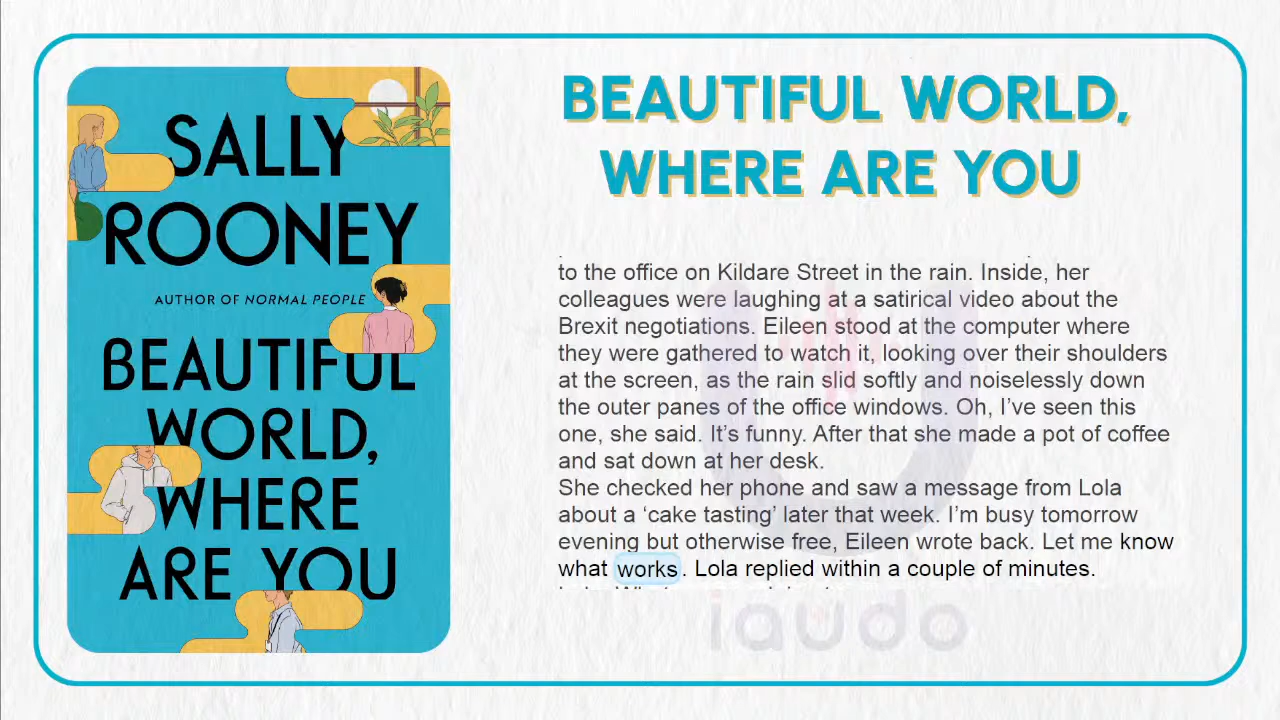 SALLY
ROONEY
AUTHOR OF NORMAL PEOPLE
BEAUTIFUL
WORLD,
WHERE
ARE YOU
BEAUTIFUL WORLD,
WHERE ARE YOU
to the office on Kildare Street in the rain. Inside, her
colleagues were laughing at a satirical video about the
Brexit negotiations. Eileen stood at the computer where
they were gathered to watch it, looking over their shoulders
at the screen, as the rain slid softly and noiselessly down
the outer panes of the office windows. Oh, I’ve seen this
one, she said. It’s funny. After that she made a pot of coffee
and sat down at her desk.
She checked her phone and saw a message from Lola
about a ‘cake tasting’ later that week. I’m busy tomorrow
evening but otherwise free, Eileen wrote back. Let me know
what works. Lola replied within a couple of minutes.
iaudo